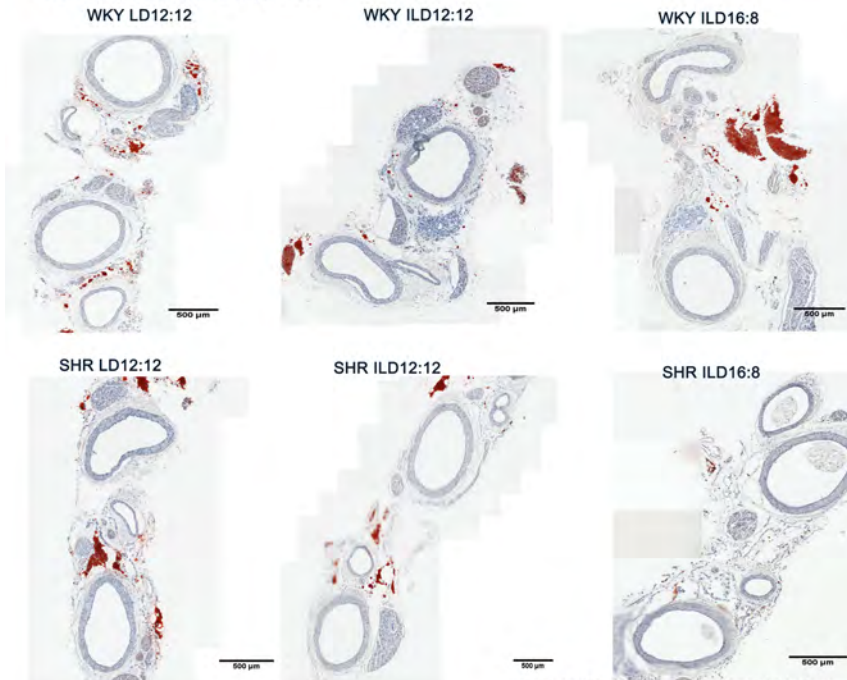 WKY LD12:12
WKY ILD12:12
WKY ILD16:8
500 µm
500 µm
500 µm
SHR LD12:12
SHR ILD12:12
SHR ILD16:8
500 µm
500 µm
500 µm